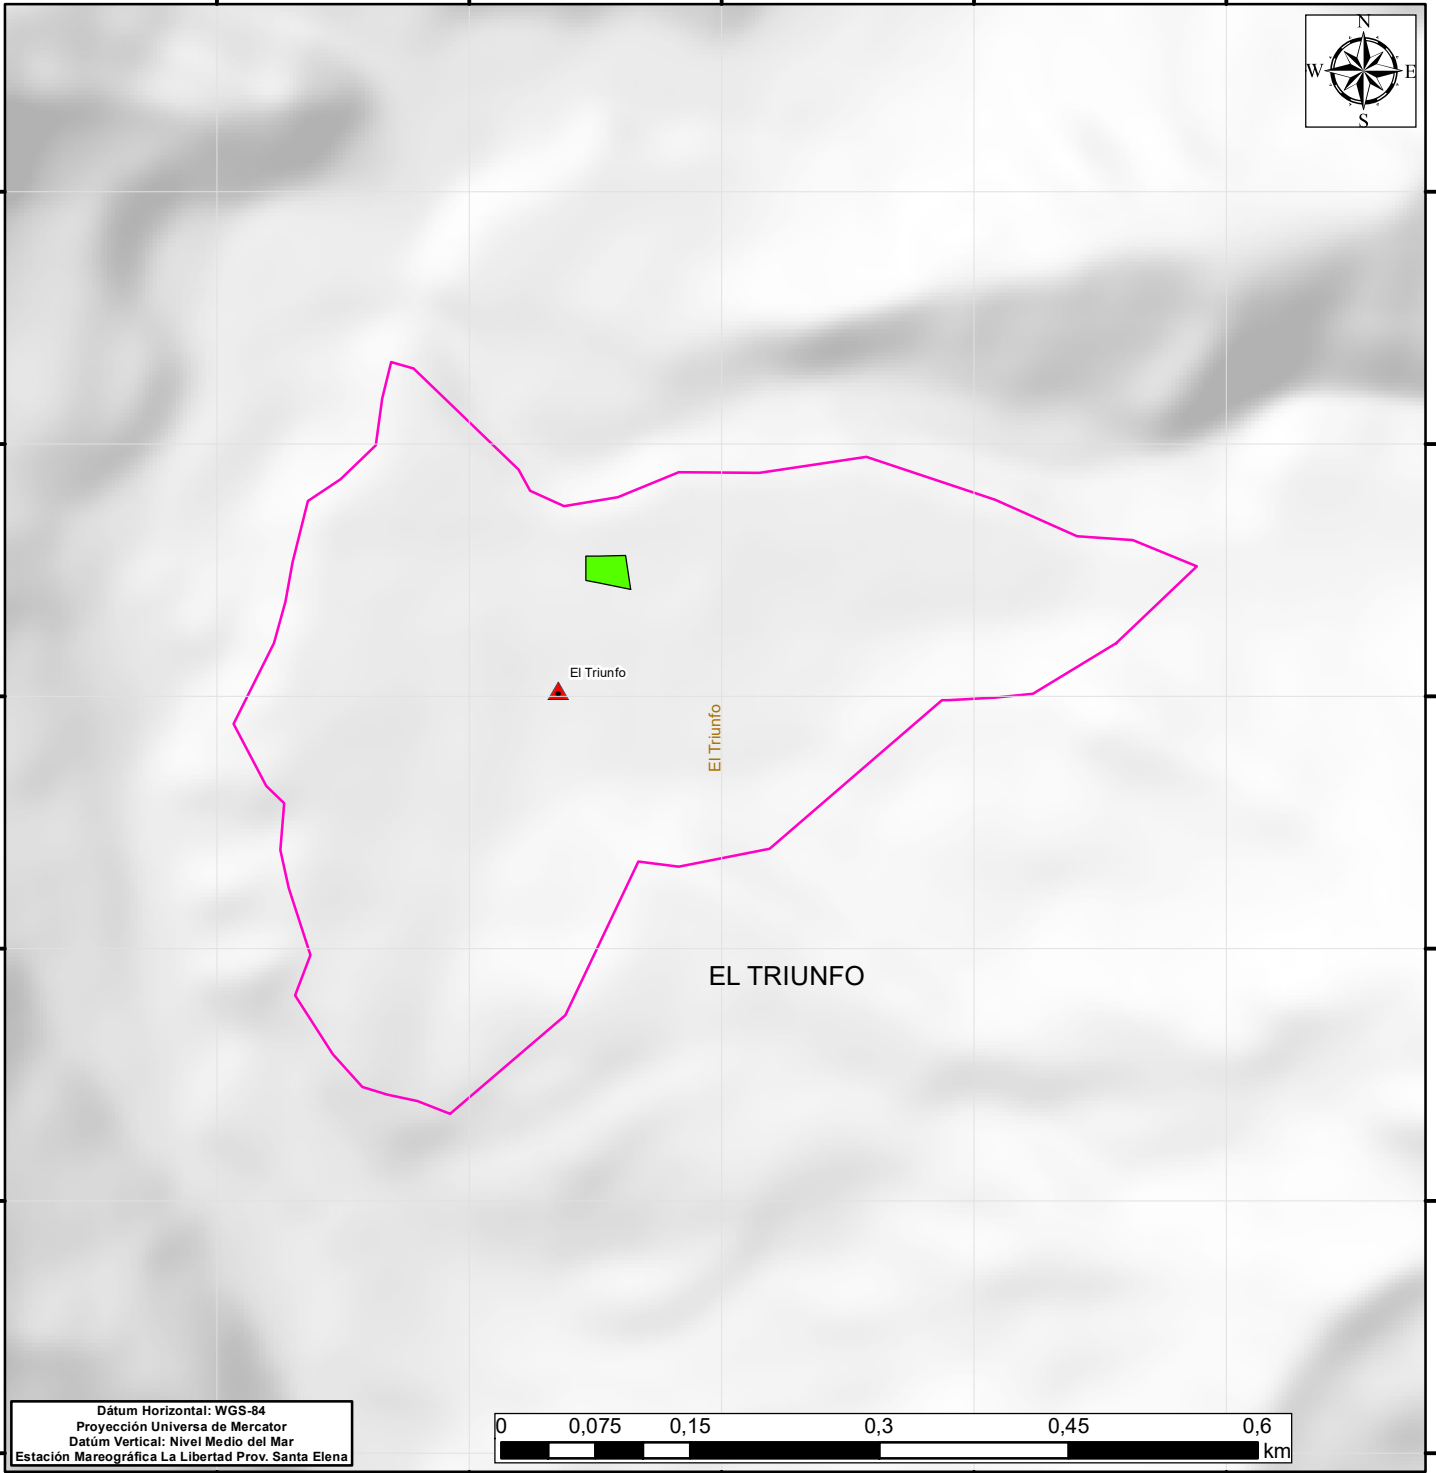 N
W E
S
El Triunfo
El Triunfo
EL TRIUNFO
Dátum Horizontal: WGS-84
Proyección Universa de Mercator
Datúm Vertical: Nivel Medio del Mar
Estación Mareográfica La Libertad Prov. Santa Elena
0 0,075 0,15 0,3 0,45 0,6
km